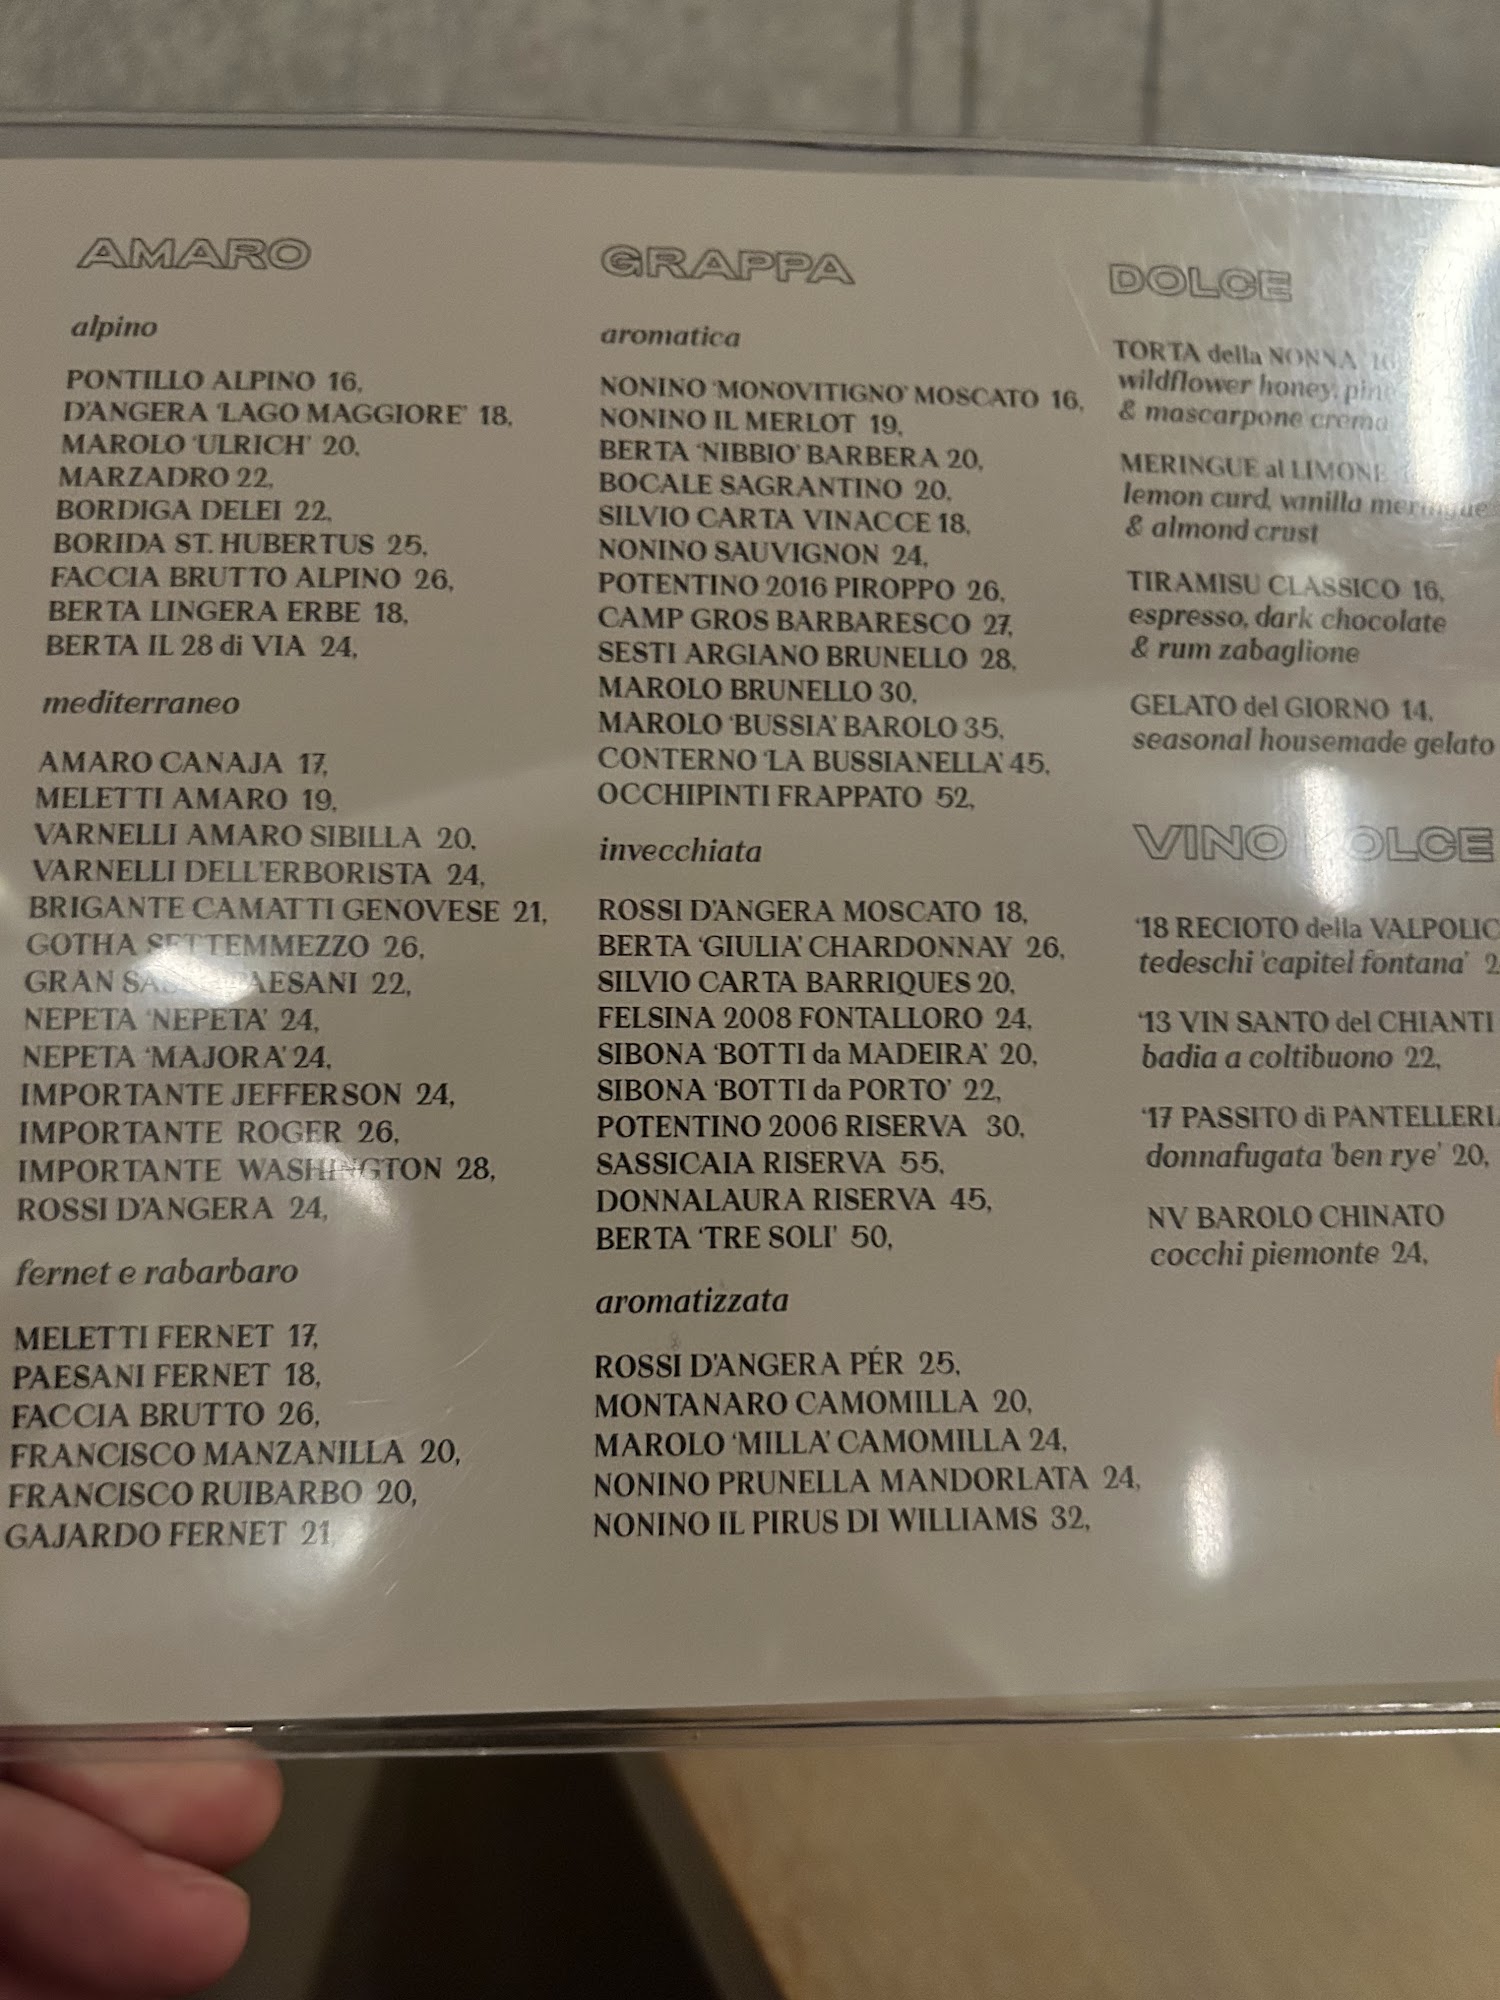 AMARO
alpino
PONTILLO ALPINO 16,
D'ANGERA 'LAGO MAGGIORE' 18,
MAROLO 'ULRICH' 20,
MARZADRO 22,
BORDIGA DELEI 22,
BORIDA ST. HUBERTUS 25,
FACCIA BRUTTO ALPINO 26,
BERTA LINGERA ERBE 18,
BERTA IL 28 di VIA 24,
mediterraneo
AMARO CANAJA 17,
MELETTI AMARO 19,
VARNELLI AMARO SIBILLA 20,
VARNELLI DELL'ERBORISTA 24,
BRIGANTE CAMATTI GENOVESE 21,
GOTHA SETTEMMEZZO 26,
GRAN PAESANI 22,
NEPETA 'NEPETA' 24,
NEPETA 'MAJORA' 24,
IMPORTANTE JEFFERSON 24,
IMPORTANTE ROGER 26,
IMPORTANTE WASHINGTON 28,
ROSSI D'ANGERA 24,
fernet e rabarbaro
MELETTI FERNET 17,
PAESANI FERNET 18,
FACCIA BRUTTO 26,
FRANCISCO MANZANILLA 20,
FRANCISCO RUIBARBO 20,
GAJARDO FERNET 21,
GRAPPA
aromatica
NONINO 'MONOVITIGNO' MOSCATO 16,
NONINO IL MERLOT 19,
BERTA 'NIBBIO' BARBERA 20,
BOCALE SAGRANTINO 20,
SILVIO CARTA VINACCE 18,
NONINO SAUVIGNON 24,
POTENTINO 2016 PIROPPO 26,
CAMP GROS BARBARESCO 27,
SESTI ARGIANO BRUNELLO 28,
MAROLO BRUNELLO 30,
MAROLO 'BUSSIA' BAROLO 35,
CONTERNO 'LA BUSSIANELLA' 45,
OCCHIPINTI FRAPPATO 52,
invecchiata
ROSSI D'ANGERA MOSCATO 18,
BERTA 'GIULIA' CHARDONNAY 26,
SILVIO CARTA BARRIQUES 20,
FELSINA 2008 FONTALLORO 24,
SIBONA 'BOTTI da MADEIRA' 20,
SIBONA 'BOTTI da PORTO' 22,
POTENTINO 2006 RISERVA 30,
SASSICAIA RISERVA 55,
DONNALAURA RISERVA 45,
BERTA 'TRE SOLI' 50,
aromatizzata
ROSSI D'ANGERA PÉR 25,
MONTANARO CAMOMILLA 20,
MAROLO 'MILLA' CAMOMILLA 24,
NONINO PRUNELLA MANDORLATA 24,
NONINO IL PIRUS DI WILLIAMS 32,
DOLCE
TORTA della NONNA 16
wildflower honey, pine
& mascarpone crema
MERINGUE al LIMONE
lemon curd, vanilla meringue
& almond crust
TIRAMISU CLASSICO 16,
espresso, dark chocolate
& rum zabaglione
GELATO del GIORNO 14,
seasonal housemade gelato
VINO DOLCE
'18 RECIOTO della VALPOLIC
tedeschi 'capitel fontana'
'13 VIN SANTO del CHIANTI
badia a coltibuono 22,
'17 PASSITO di PANTELLERI
donnafugata 'ben rye' 20,
NV BAROLO CHINATO
cocchi piemonte 24,